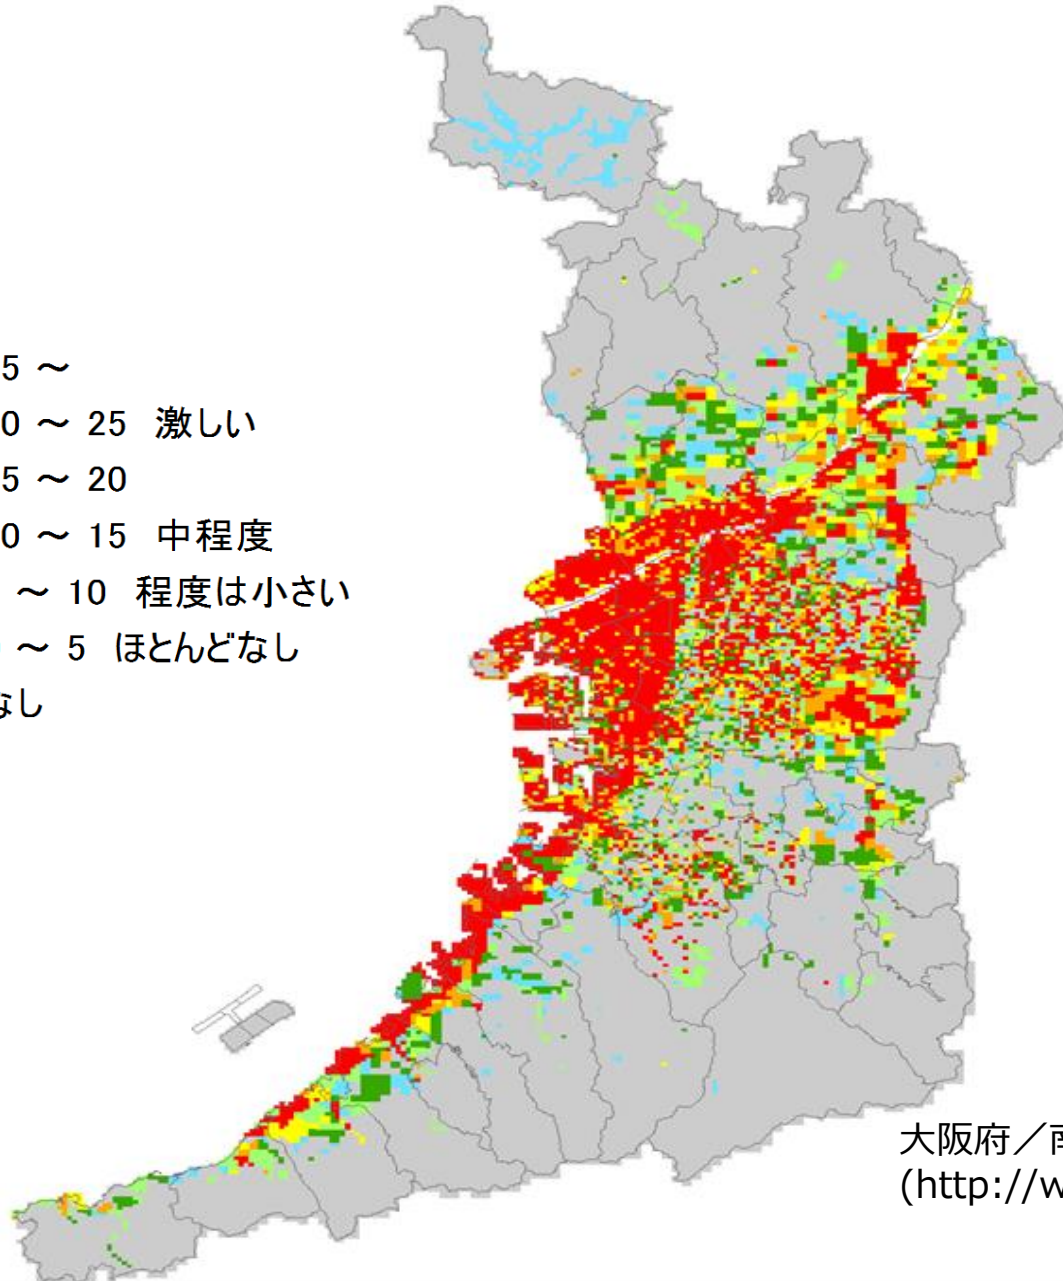 5 ～
0 ～ 25 激しい
5 ～ 20
0 ～ 15 中程度
～ 10 程度は小さい
～ 5 ほとんどなし
なし
大阪府／南
(http://w